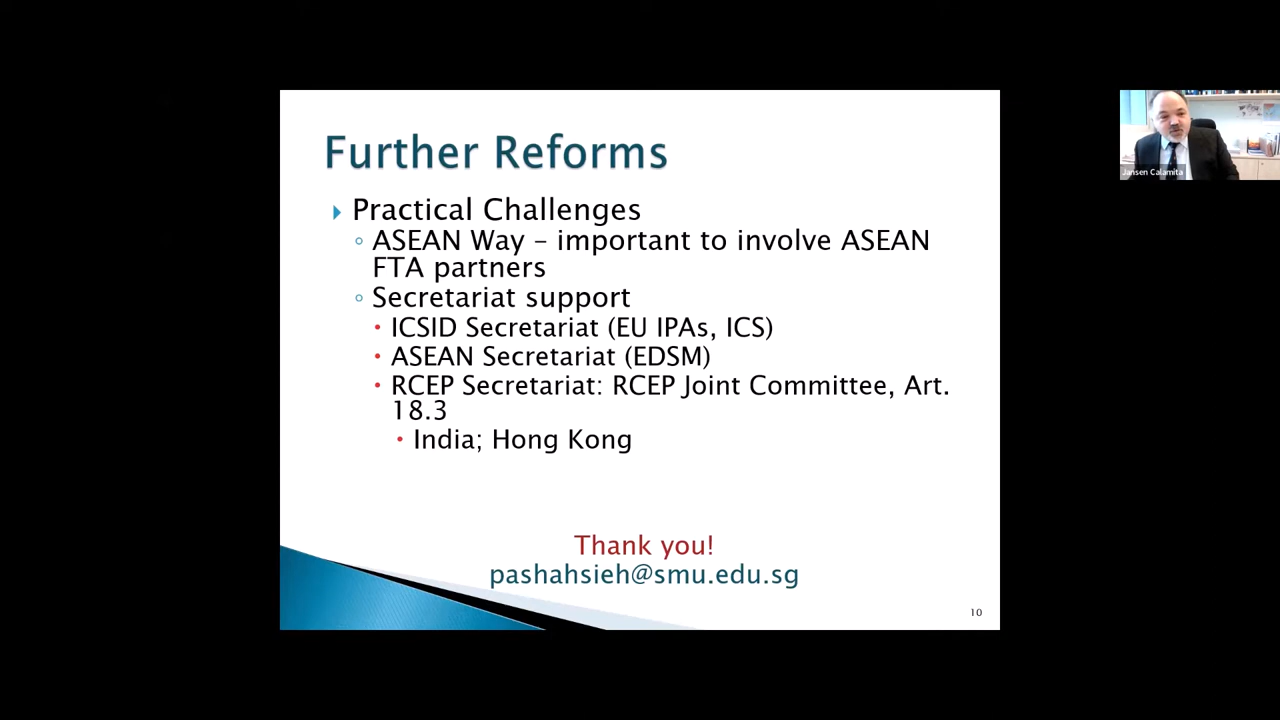 Further Reforms
Practical Challenges
ASEAN Way – important to involve ASEAN
FTA partners
Secretariat support
ICSID Secretariat (EU IPAs, ICS)
ASEAN Secretariat (EDSM)
RCEP Secretariat: RCEP Joint Committee, Art.
18.3
India; Hong Kong
Thank you!
pashahsieh@smu.edu.sg
10
Jansen Calamita